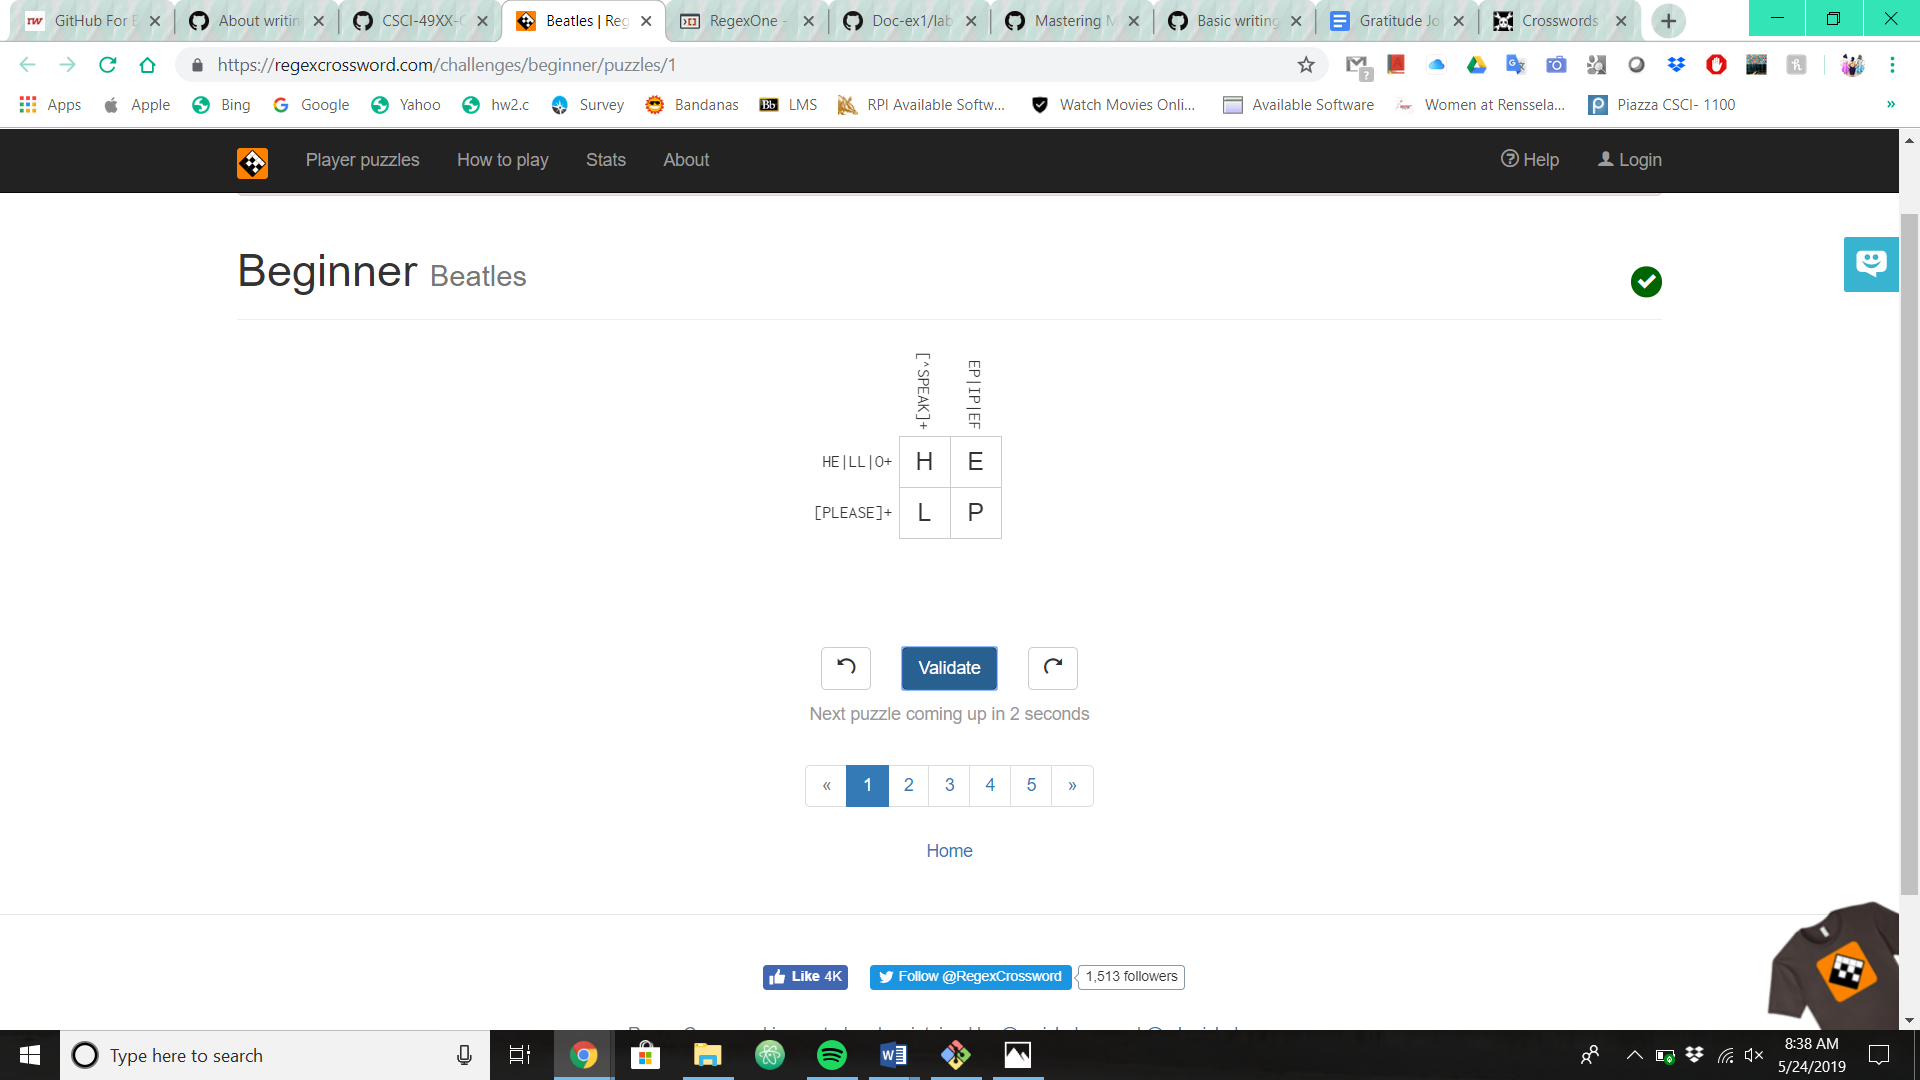 GitHub For E
About writin
CSCI-49XX-O
Beatles | Reg
RegexOne -
Doc-ex1/lab
Mastering M
Basic writing
Gratitude Jo
Crosswords
https://regexcrossword.com/challenges/beginner/puzzles/1
Apps
Apple
Bing
Google
Yahoo
hw2.c
Survey
Bandanas
Bb
LMS
RPI Available Softw...
Watch Movies Onli...
Available Software
Women at Renssela...
Piazza CSCI- 1100
»
Player puzzles
How to play
Stats
About
Help
Login
Beginner Beatles
[^SPEAK]+
EP|IP|EF
HE|LL|O+ H E
[PLEASE]+ L P
Validate
Next puzzle coming up in 2 seconds
« 1 2 3 4 5 »
Home
Like 4K
Follow @RegexCrossword
1,513 followers
Type here to search
8:38 AM
5/24/2019